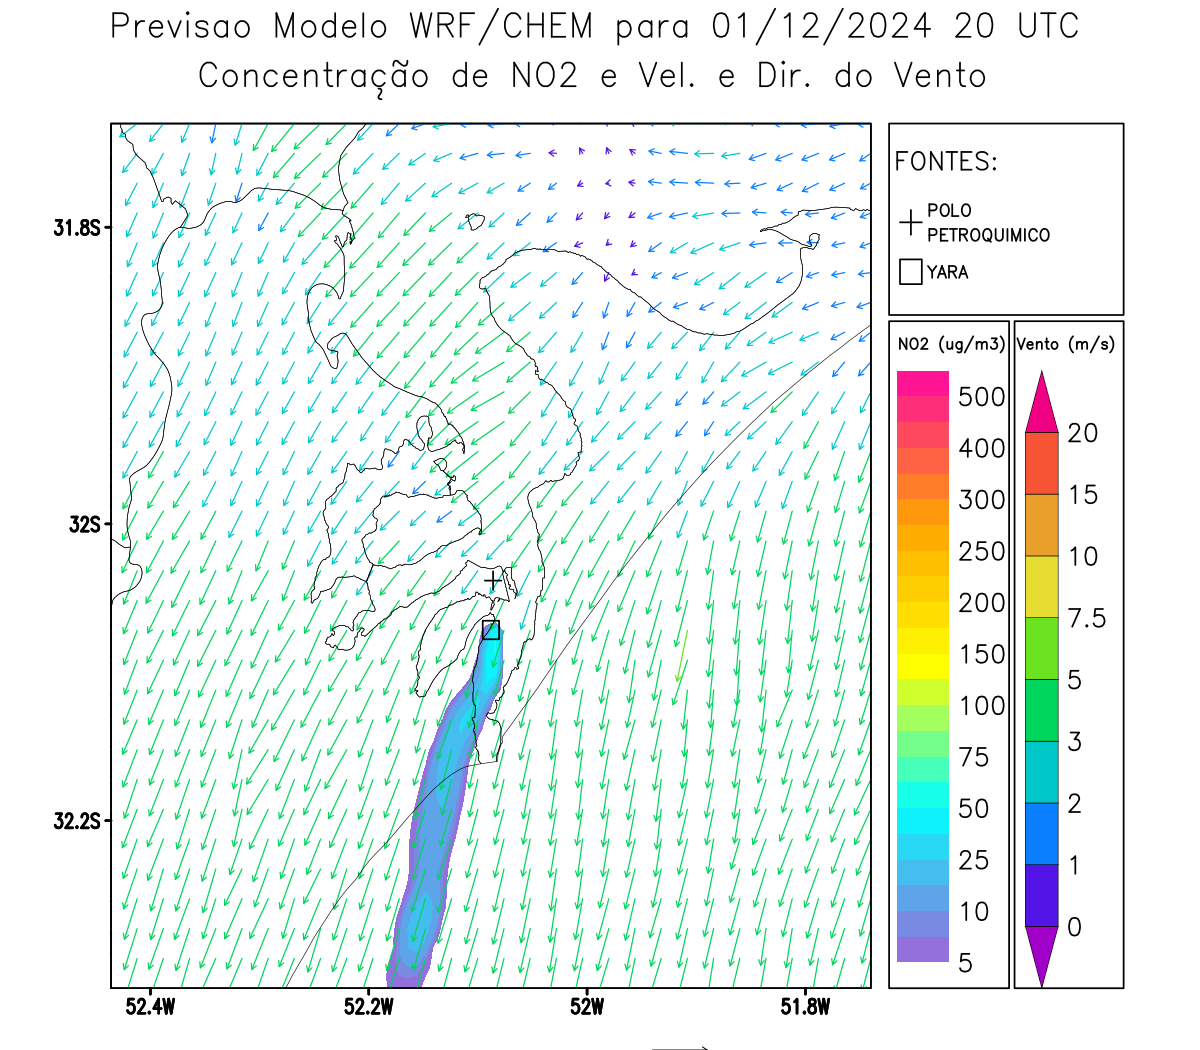 Previsao Modelo WRF/CHEM para 01/12/2024 20 UTC
Concentração de NO2 e Vel. e Dir. do Vento
FONTES:
POLO
PETROQUIMICO
YARA
NO2 (ug/m3)
500
400
300
250
200
150
100
75
50
25
10
5
Vento (m/s)
20
15
10
7.5
5
3
2
1
0
31.8S
32S
32.2S
52.4W 52.2W 52W 51.8W